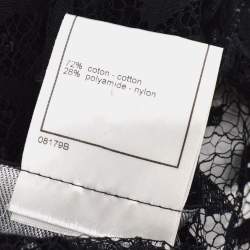 72% coton - cotton
28% polyamide - nylon
08179B